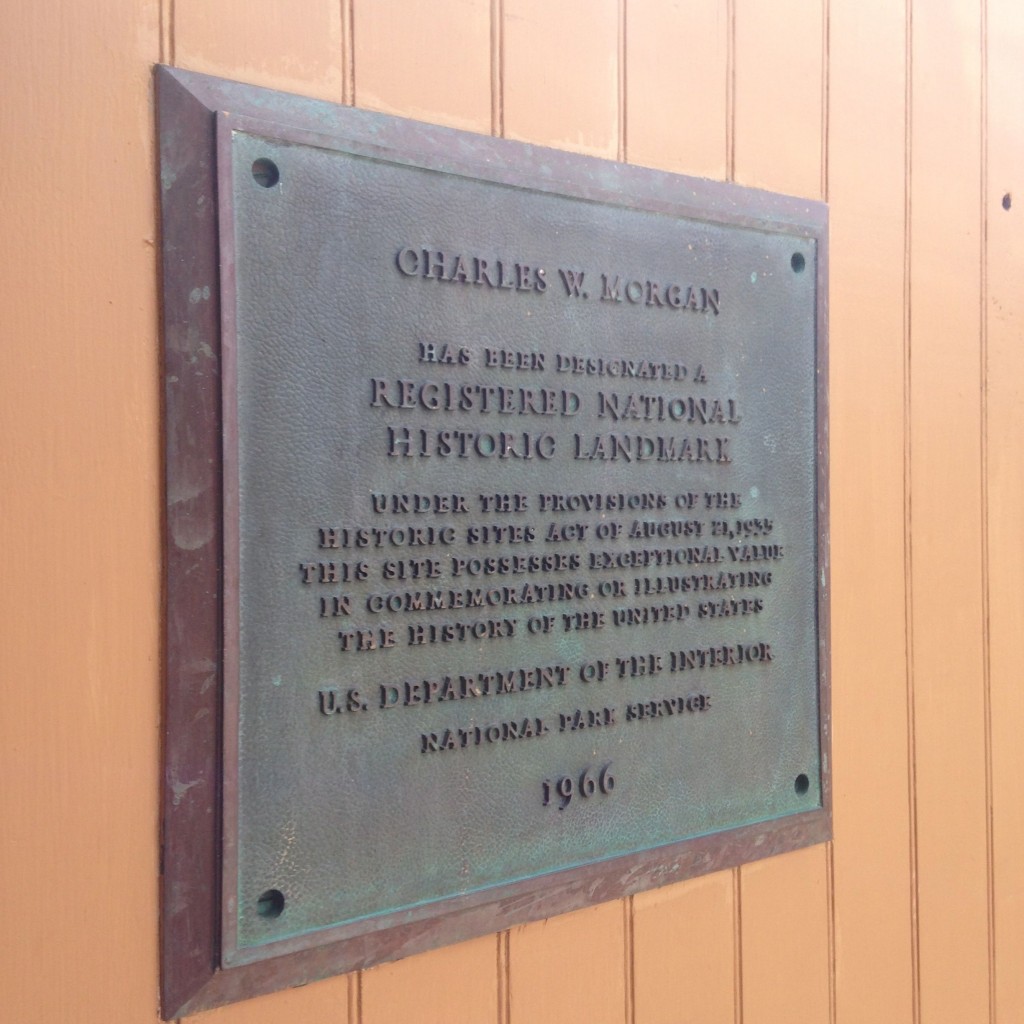 CHARLES W. MORGAN
HAS BEEN DESIGNATED A
REGISTERED NATIONAL
HISTORIC LANDMARK
UNDER THE PROVISIONS OF THE
HISTORIC SITES ACT OF AUGUST 21, 1935
THIS SITE POSSESSES EXCEPTIONAL VALUE
IN COMMEMORATING OR ILLUSTRATING
THE HISTORY OF THE UNITED STATES
U.S. DEPARTMENT OF THE INTERIOR
NATIONAL PARK SERVICE
1966